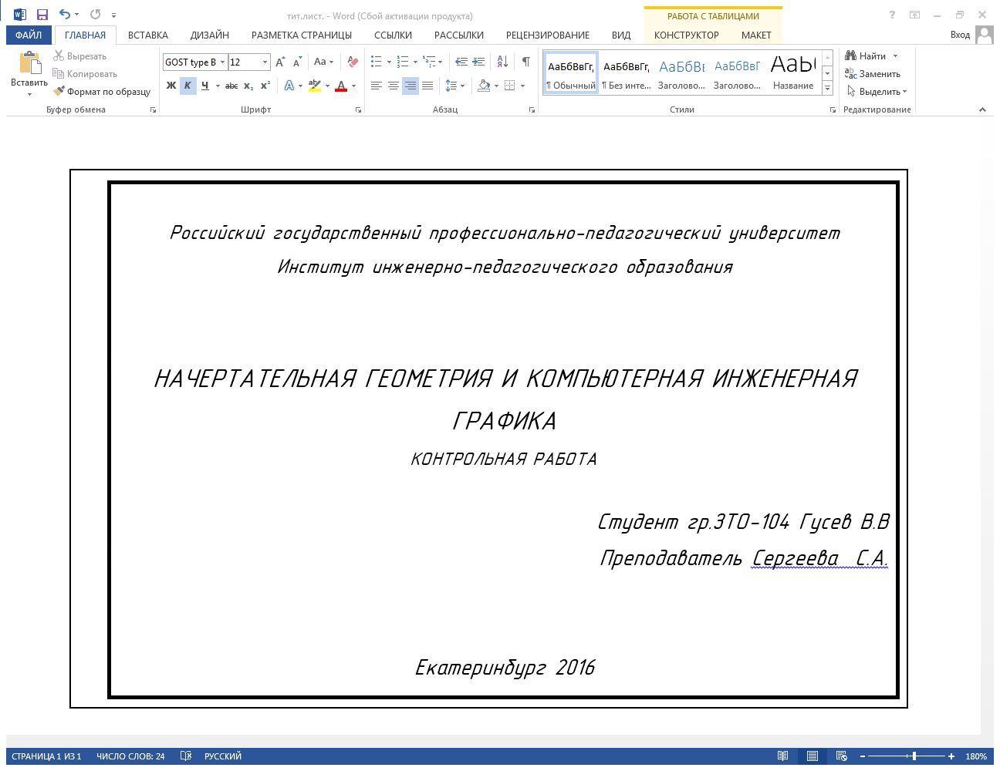 тит.лист. - Word (Сбой активации продукта)
РАБОТА С ТАБЛИЦАМИ
?
ФАЙЛ ГЛАВНАЯ ВСТАВКА ДИЗАЙН РАЗМЕТКА СТРАНИЦЫ ССЫЛКИ РАССЫЛКИ РЕЦЕНЗИРОВАНИЕ ВИД КОНСТРУКТОР МАКЕТ Вход
Вставить
Вырезать
Копировать
Формат по образцу
Буфер обмена
GOST type B 12
Ж К Ч abc x₂ x²
Шрифт
Абзац
АаБбВвГг, АаБбВвГг, АаБбВв АаБбВвГ АаБ
¶ Обычный ¶ Без инте... Заголово... Заголово... Название
Стили
Найти
Заменить
Выделить
Редактирование
Российский государственный профессионально-педагогический университет
Институт инженерно-педагогического образования
НАЧЕРТАТЕЛЬНАЯ ГЕОМЕТРИЯ И КОМПЬЮТЕРНАЯ ИНЖЕНЕРНАЯ
ГРАФИКА
КОНТРОЛЬНАЯ РАБОТА
Студент гр.ЗТО-104 Гусев В.В
Преподаватель Сергеева С.А.
Екатеринбург 2016
СТРАНИЦА 1 ИЗ 1 ЧИСЛО СЛОВ: 24 РУССКИЙ 180%